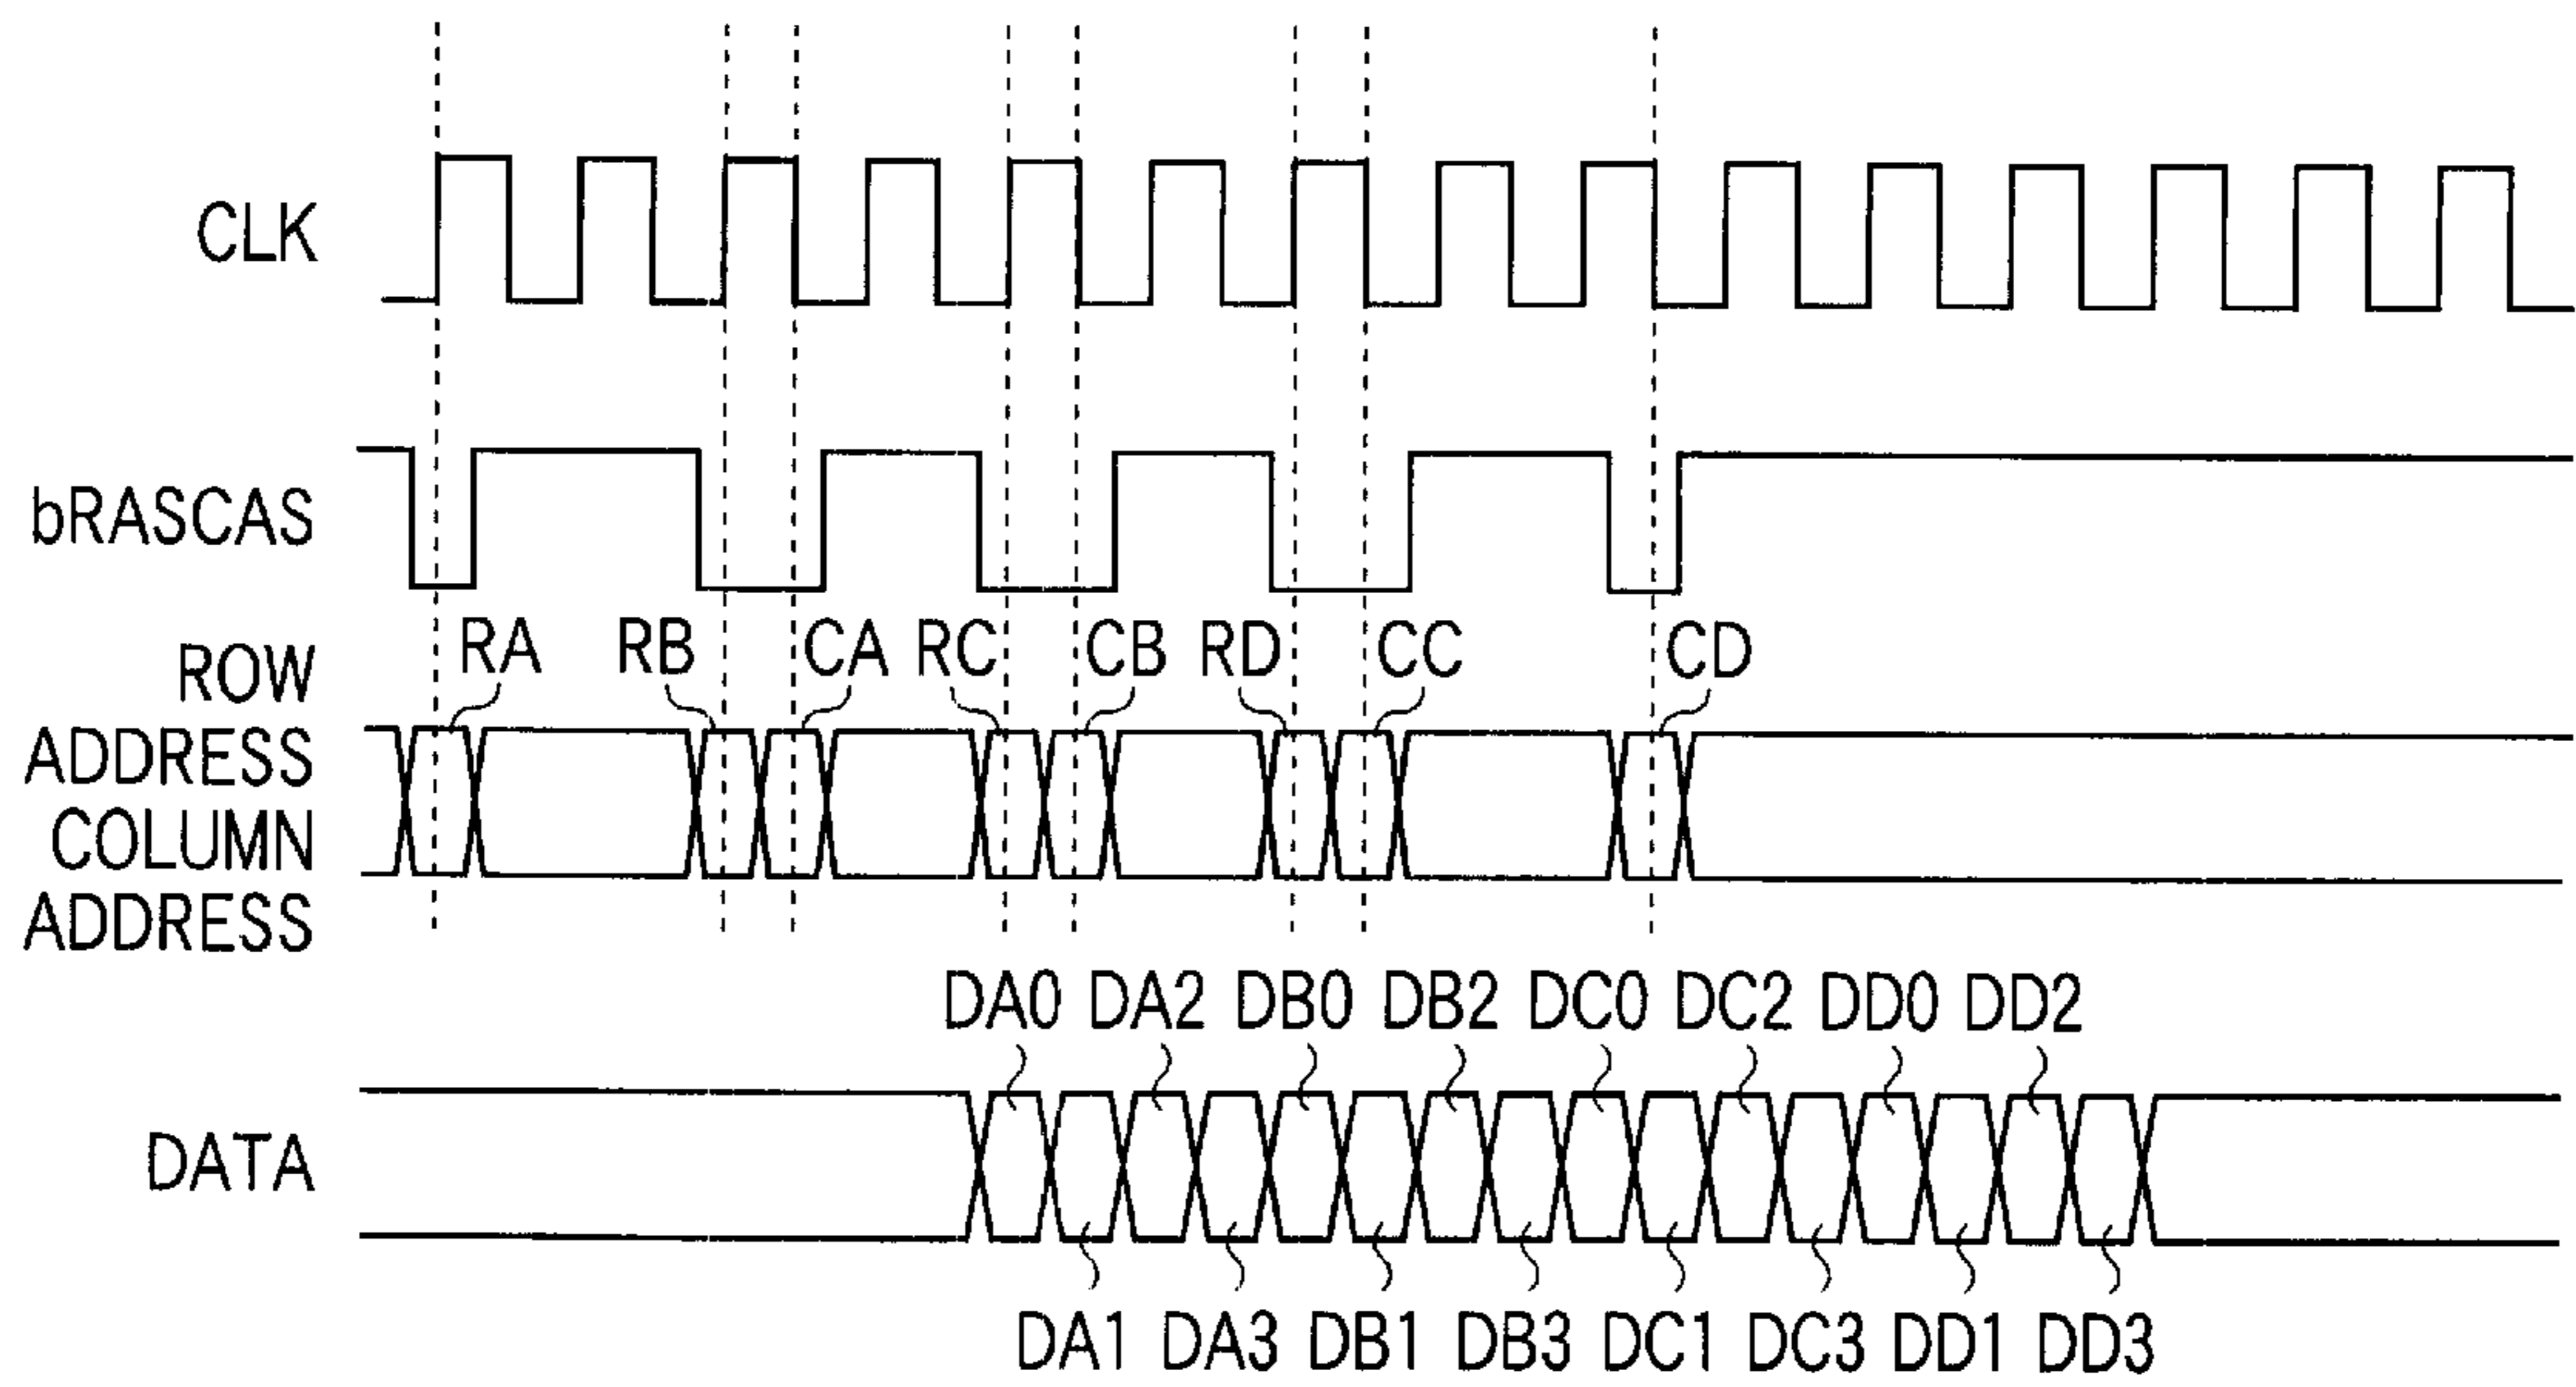 CLK
bRASCAS
RA RB CA RC CB RD CC CD
ROW
ADDRESS
COLUMN
ADDRESS
DA0 DA2 DB0 DB2 DC0 DC2 DD0 DD2
DATA
DA1 DA3 DB1 DB3 DC1 DC3 DD1 DD3